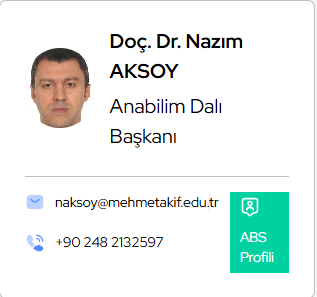 Doç. Dr. Nazım
AKSOY
Anabilim Dalı
Başkanı
naksoy@mehmetakif.edu.tr
+90 248 2132597
ABS
Profili